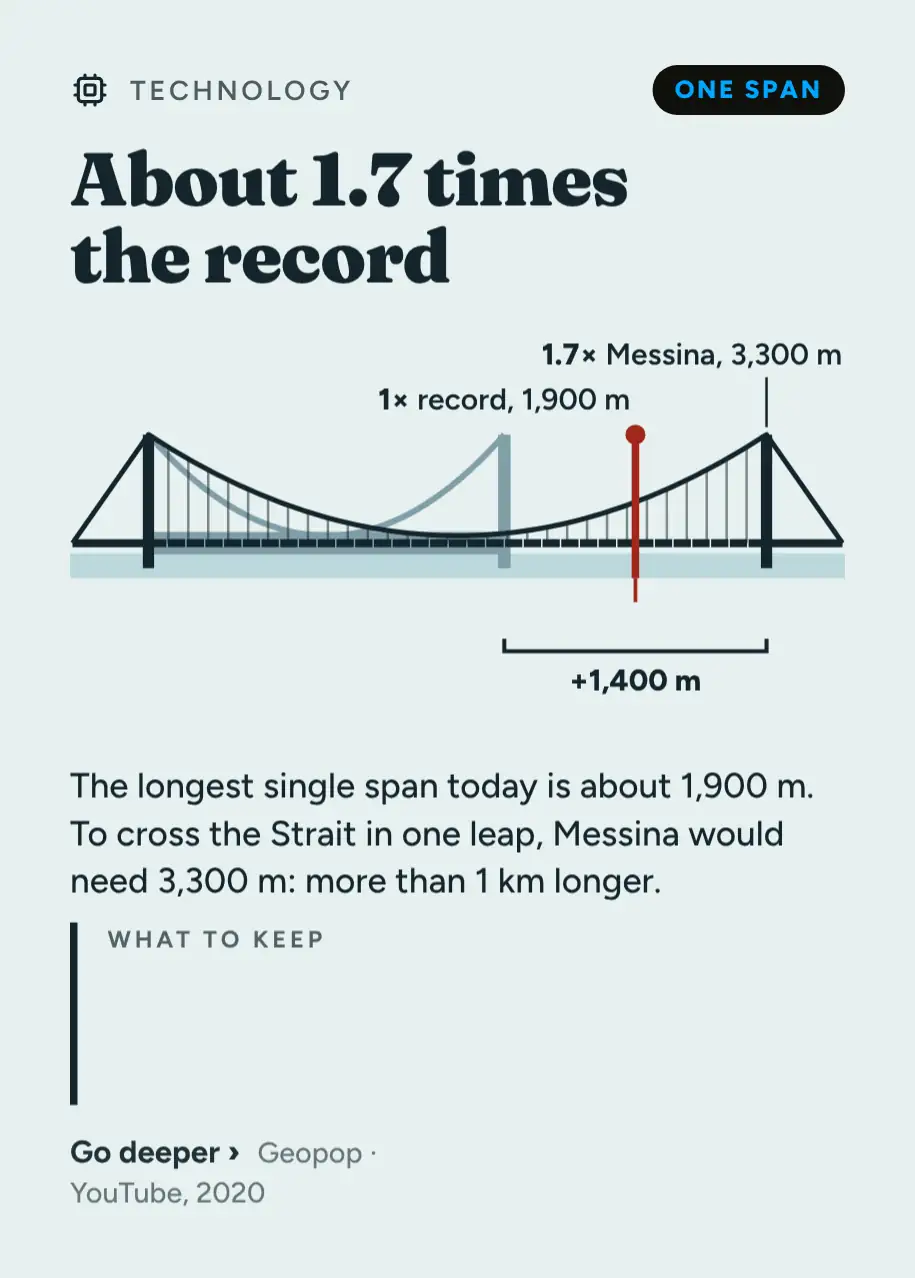 TECHNOLOGY
ONE SPAN
About 1.7 times
the record
1.7× Messina, 3,300 m
1× record, 1,900 m
+1,400 m
The longest single span today is about 1,900 m.
To cross the Strait in one leap, Messina would
need 3,300 m: more than 1 km longer.
WHAT TO KEEP
Go deeper › Geopop ·
YouTube, 2020